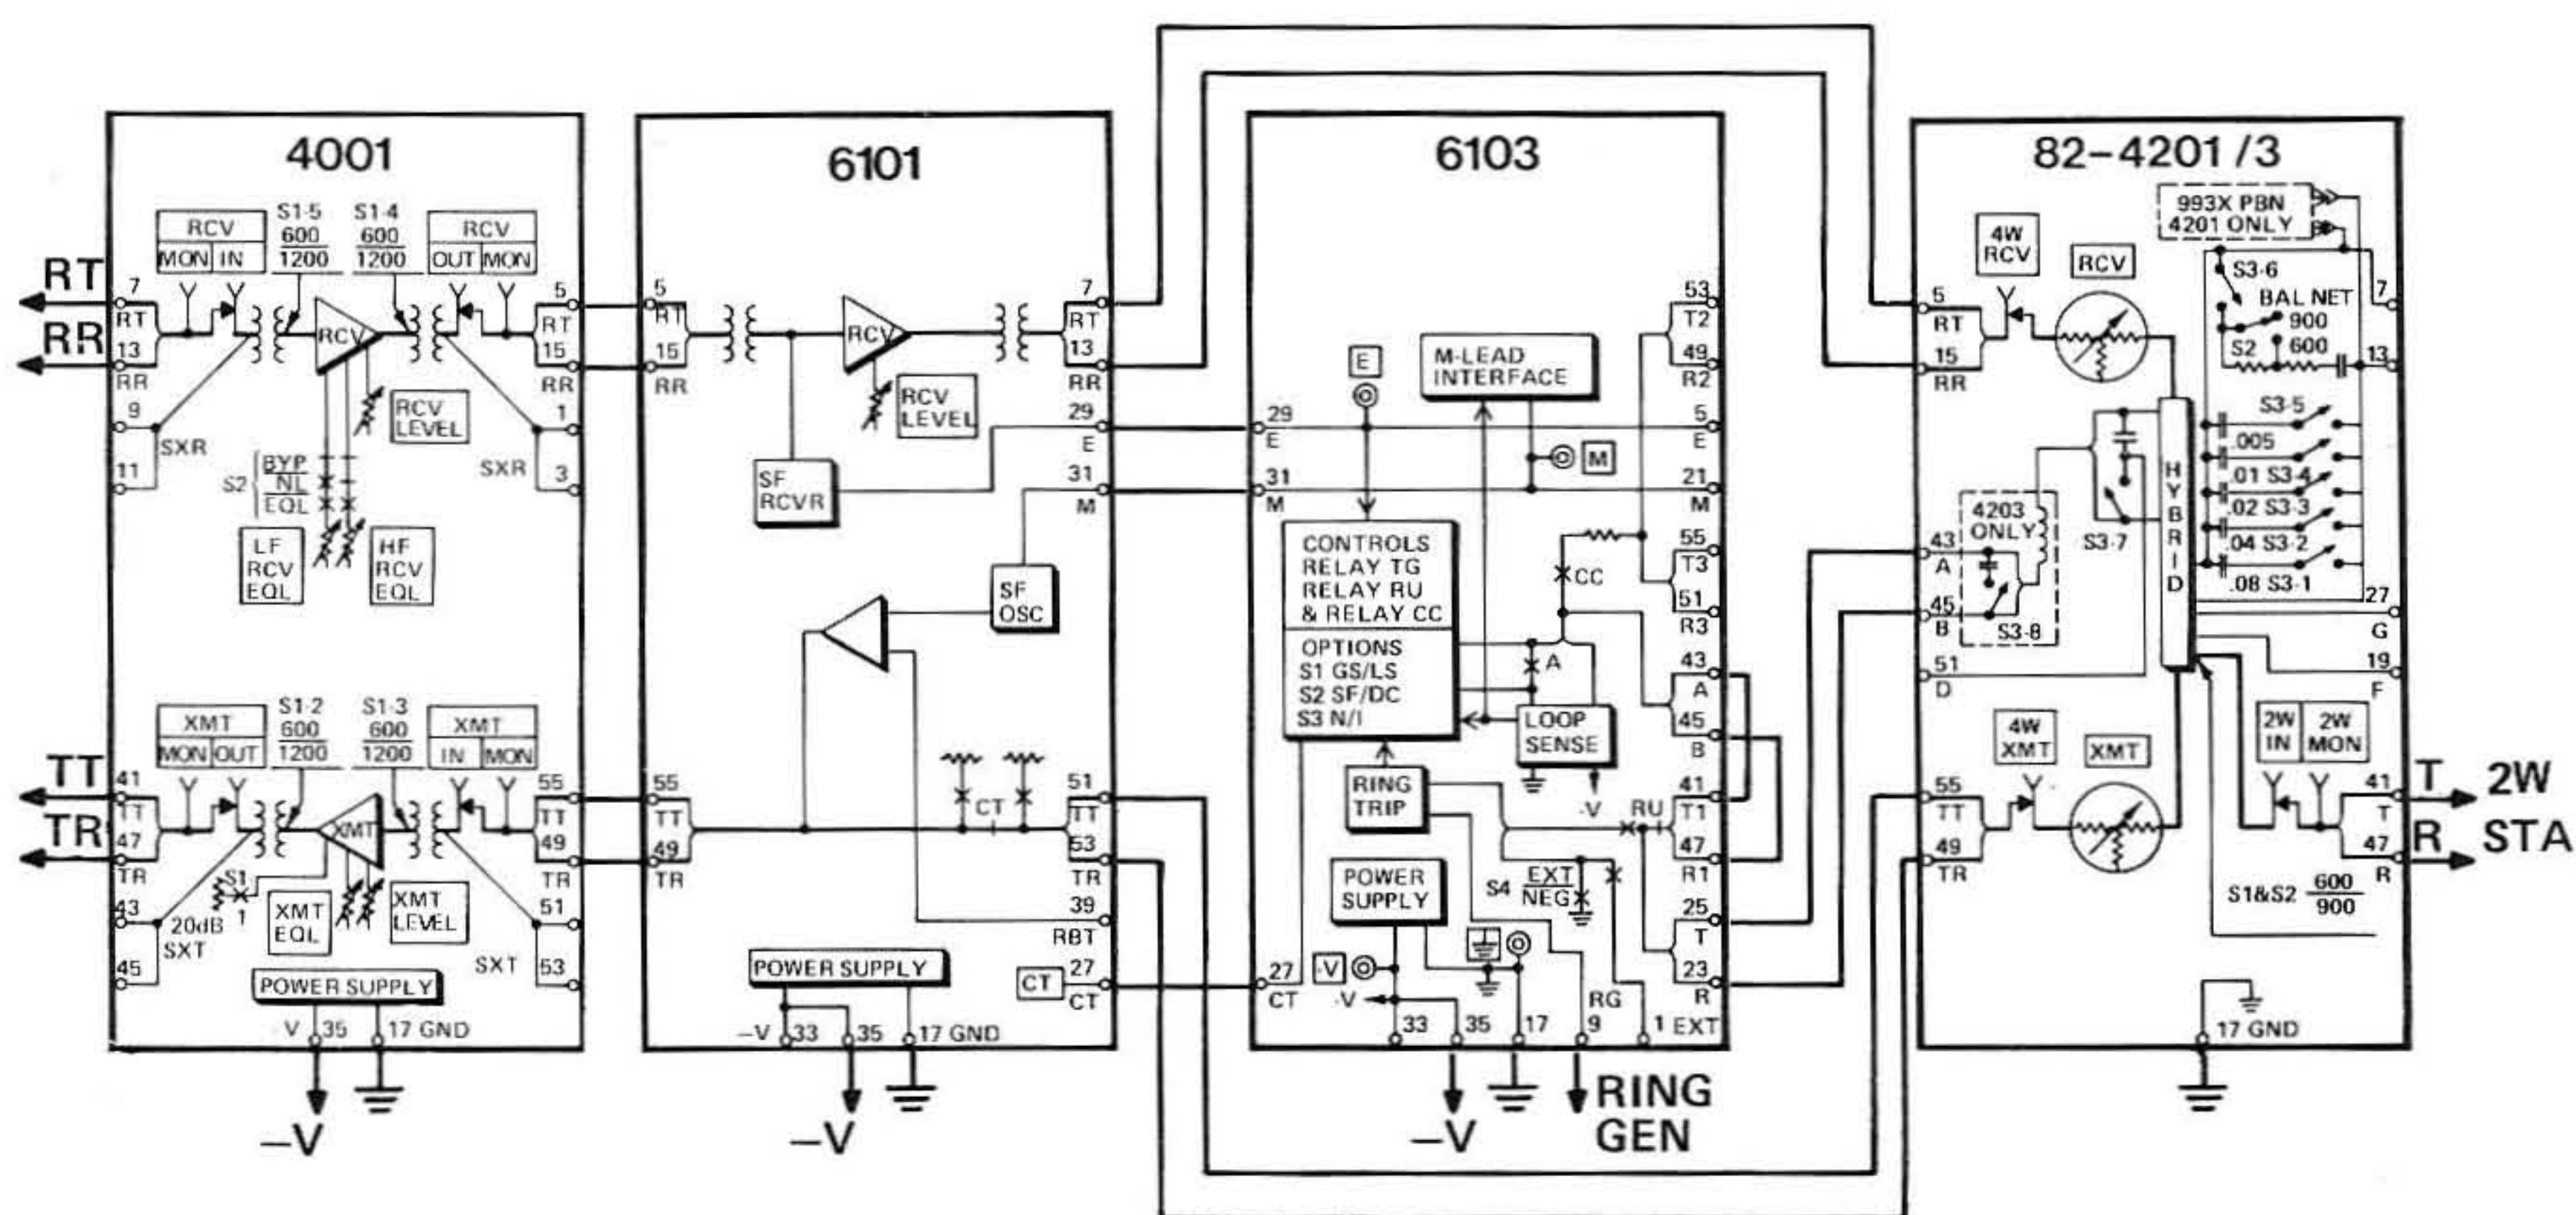 4001
RT
7
RT
RR
13
RR
9
11
SXR
RCV
MON IN
S1-5
600
1200
S1-4
600
1200
RCV
OUT MON
RCV
RCV
LEVEL
S2
BYP
NL
EQL
LF
RCV
EQL
HF
RCV
EQL
5
RT
15
RR
1
SXR
3
TT
41
TT
TR
47
TR
43
45
SXT
XMT
MON OUT
S1-2
600
1200
S1-3
600
1200
XMT
IN MON
XMT
S1
1
20dB
XMT
EQL
XMT
LEVEL
55
TT
49
TR
51
SXT
53
POWER SUPPLY
V
35
17 GND
–V
6101
5
RT
15
RR
RCV
RCV
LEVEL
SF
RCVR
7
RT
13
RR
29
E
31
M
SF
OSC
55
TT
49
TR
CT
51
TT
53
TR
39
RBT
CT
27
CT
POWER SUPPLY
–V
33
35
17 GND
–V
6103
E
M-LEAD
INTERFACE
M
29
E
31
M
CONTROLS
RELAY TG
RELAY RU
& RELAY CC
OPTIONS
S1 GS/LS
S2 SF/DC
S3 N/I
CC
A
LOOP
SENSE
-V
RING
TRIP
RU
POWER
SUPPLY
S4
EXT
NEG
-V
-V
RG
27
CT
53
T2
49
R2
5
E
21
M
55
T3
51
R3
43
A
45
B
41
T1
47
R1
25
T
23
R
33
35
17
9
1 EXT
–V
RING
GEN
82–4201/3
993X PBN
4201 ONLY
4W
RCV
RCV
5
RT
15
RR
S3-6
BAL NET
900
S2
600
7
13
S3-5
.005
.01 S3-4
.02 S3-3
.04 S3-2
.08 S3-1
HYBRID
S3-7
4203
ONLY
S3-8
43
A
45
B
51
D
27
G
19
F
4W
XMT
XMT
55
TT
49
TR
2W
IN
2W
MON
41
T
47
R
T 2W
R STA
S1&S2
600
900
17 GND